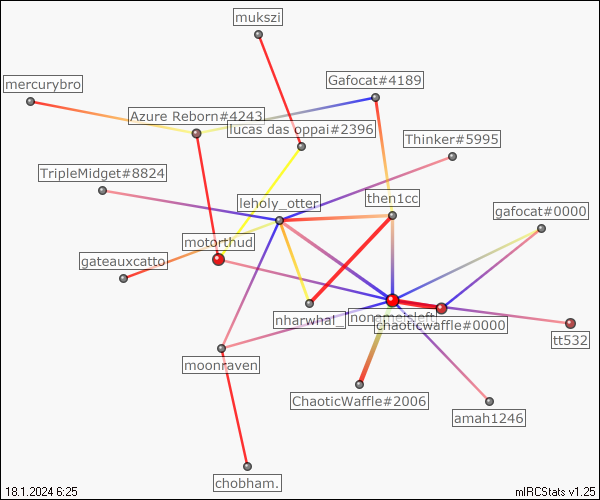 mukszi
mercurybro
Gafocat#4189
Azure Reborn#4243
lucas das oppai#2396
Thinker#5995
TripleMidget#8824
leholy_otter
then1cc
gafocat#0000
motorthud
gateauxcatto
nharwhal_
nonameisleft
chaoticwaffle#0000
tt532
moonraven
ChaoticWaffle#2006
amah1246
chobham.
18.1.2024 6:25
mIRCStats v1.25